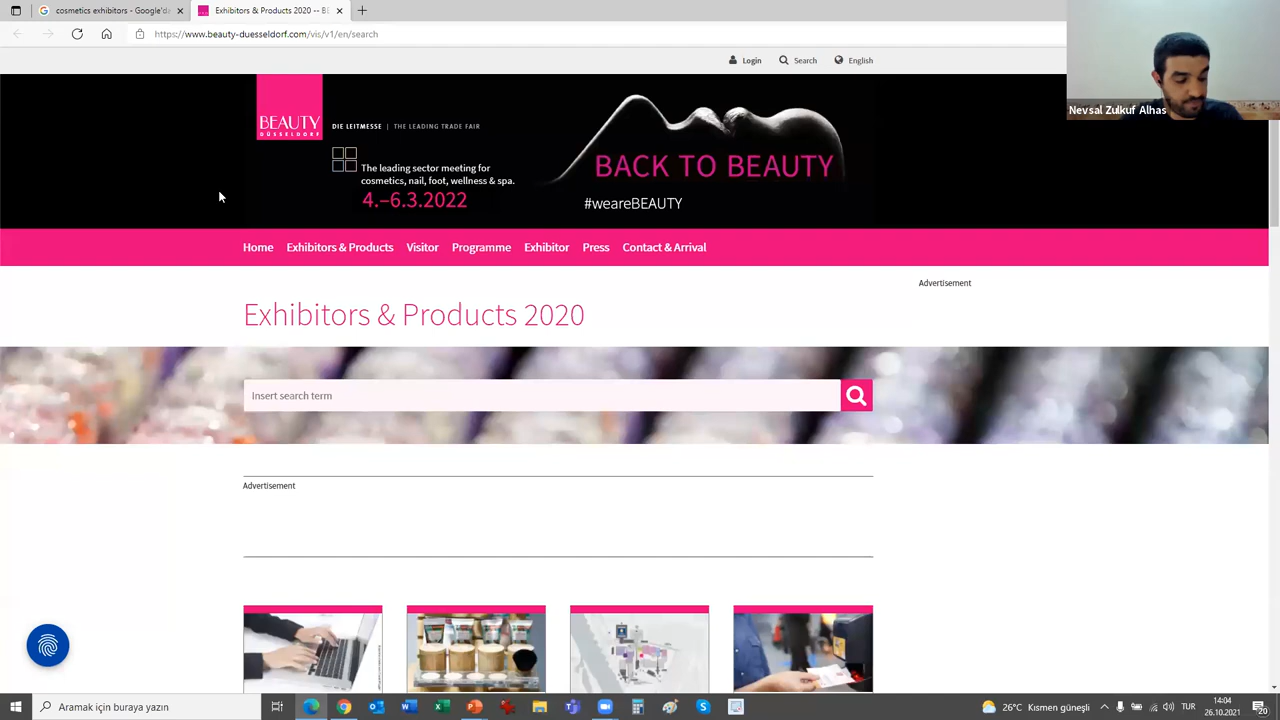 cosmetics exhibitors - Google'da
Exhibitors & Products 2020 -- BE
https://www.beauty-duesseldorf.com/vis/v1/en/search
Login
Search
English
Nevsal Zulkuf Alhas
BEAUTY
DÜSSELDORF
DIE LEITMESSE | THE LEADING TRADE FAIR
The leading sector meeting for
cosmetics, nail, foot, wellness & spa.
4.–6.3.2022
BACK TO BEAUTY
#weareBEAUTY
Home
Exhibitors & Products
Visitor
Programme
Exhibitor
Press
Contact & Arrival
Advertisement
Exhibitors & Products 2020
Insert search term
Advertisement
Aramak için buraya yazın
26°C Kısmen güneşli
TUR
14:04
26.10.2021
20